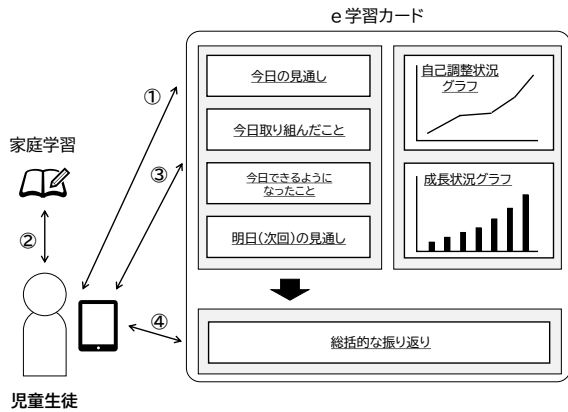 e学習カード
①
今日の見通し
自己調整状況
グラフ
今日取り組んだこと
家庭学習
③
今日できるように
なったこと
成長状況グラフ
②
明日(次回)の見通し
④
総括的な振り返り
児童生徒